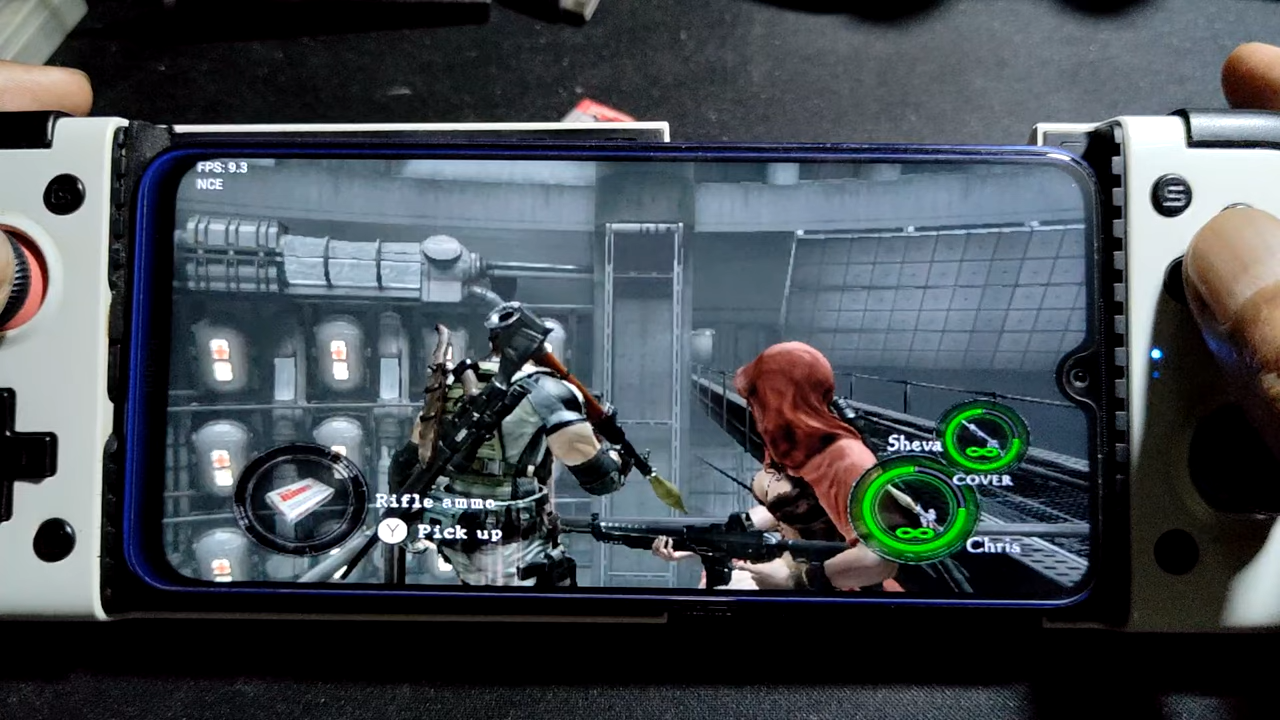 FPS: 9.3
NCE
Sheva
COVER
Rifle ammo
Y Pick up
Chris
S